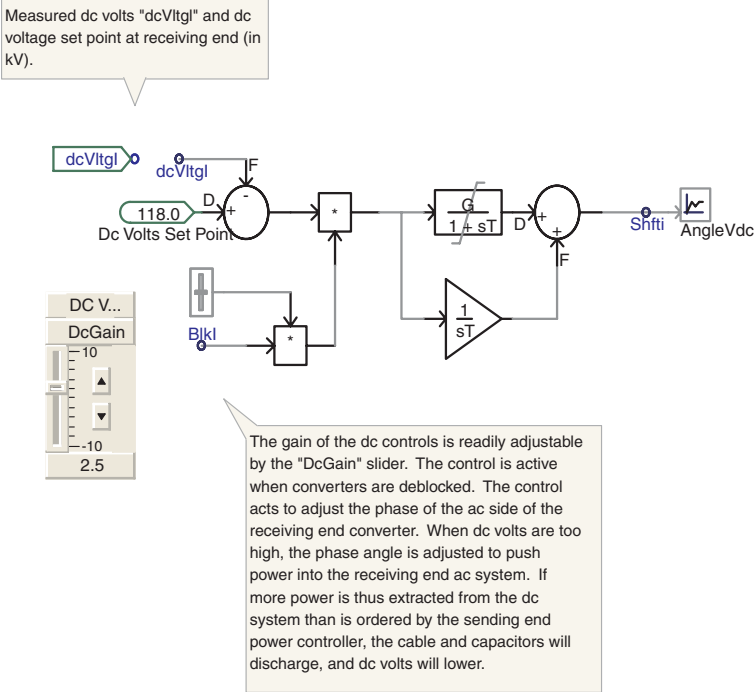 Measured dc volts "dcVltgI" and dc
voltage set point at receiving end (in
kV).
dcVltgI
dcVltgI
F
-
D
+
118.0
Dc Volts Set Point
*
G
1 + sT
D
+
+
F
Shfti
AngleVdc
1
sT
BlkI
*
DC V...
DcGain
10
-10
2.5
The gain of the dc controls is readily adjustable
by the "DcGain" slider. The control is active
when converters are deblocked. The control
acts to adjust the phase of the ac side of the
receiving end converter. When dc volts are too
high, the phase angle is adjusted to push
power into the receiving end ac system. If
more power is thus extracted from the dc
system than is ordered by the sending end
power controller, the cable and capacitors will
discharge, and dc volts will lower.